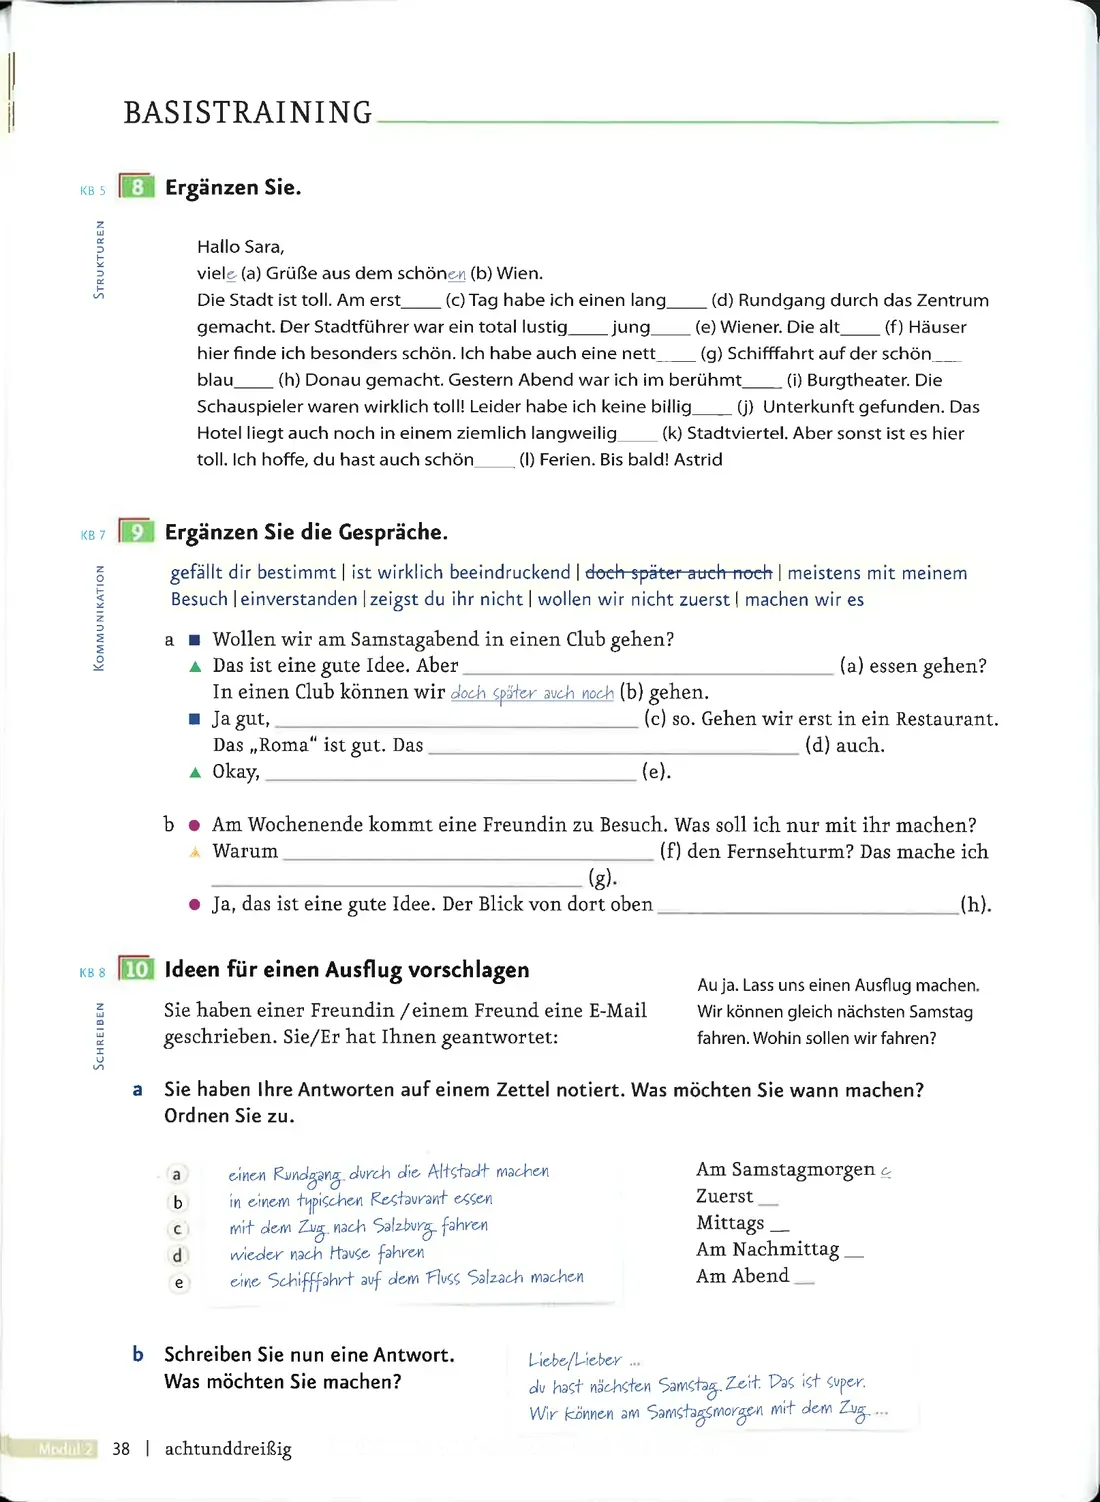 BASISTRAINING
KB 5 8 Ergänzen Sie.
STRUKTUREN
Hallo Sara,
viele (a) Grüße aus dem schönen (b) Wien.
Die Stadt ist toll. Am erst____ (c) Tag habe ich einen lang____ (d) Rundgang durch das Zentrum
gemacht. Der Stadtführer war ein total lustig____ jung____ (e) Wiener. Die alt____ (f) Häuser
hier finde ich besonders schön. Ich habe auch eine nett____ (g) Schifffahrt auf der schön___
blau____ (h) Donau gemacht. Gestern Abend war ich im berühmt____ (i) Burgtheater. Die
Schauspieler waren wirklich toll! Leider habe ich keine billig____ (j) Unterkunft gefunden. Das
Hotel liegt auch noch in einem ziemlich langweilig____ (k) Stadtviertel. Aber sonst ist es hier
toll. Ich hoffe, du hast auch schön____ (l) Ferien. Bis bald! Astrid
KB 7 9 Ergänzen Sie die Gespräche.
KOMMUNIKATION
gefällt dir bestimmt | ist wirklich beeindruckend | doch später auch noch | meistens mit meinem
Besuch | einverstanden | zeigst du ihr nicht | wollen wir nicht zuerst | machen wir es
a ■ Wollen wir am Samstagabend in einen Club gehen?
▲ Das ist eine gute Idee. Aber ____ (a) essen gehen?
In einen Club können wir doch später auch noch (b) gehen.
■ Ja gut, ____ (c) so. Gehen wir erst in ein Restaurant.
Das „Roma“ ist gut. Das ____ (d) auch.
▲ Okay, ____ (e).
b ● Am Wochenende kommt eine Freundin zu Besuch. Was soll ich nur mit ihr machen?
▲ Warum ____ (f) den Fernsehturm? Das mache ich
____ (g).
● Ja, das ist eine gute Idee. Der Blick von dort oben ____ (h).
KB 8 10 Ideen für einen Ausflug vorschlagen
SCHREIBEN
Sie haben einer Freundin / einem Freund eine E-Mail
geschrieben. Sie/Er hat Ihnen geantwortet:
Au ja. Lass uns einen Ausflug machen.
Wir können gleich nächsten Samstag
fahren. Wohin sollen wir fahren?
a Sie haben Ihre Antworten auf einem Zettel notiert. Was möchten Sie wann machen?
Ordnen Sie zu.
a einen Rundgang durch die Altstadt machen
b in einem typischen Restaurant essen
c mit dem Zug nach Salzburg fahren
d wieder nach Hause fahren
e eine Schifffahrt auf dem Fluss Salzach machen
Am Samstagmorgen c
Zuerst __
Mittags __
Am Nachmittag __
Am Abend __
b Schreiben Sie nun eine Antwort.
Was möchten Sie machen?
Liebe/Lieber ...
du hast nächsten Samstag Zeit. Das ist super.
Wir können am Samstagsmorgen mit dem Zug ...
Modul 2 38 | achtunddreißig